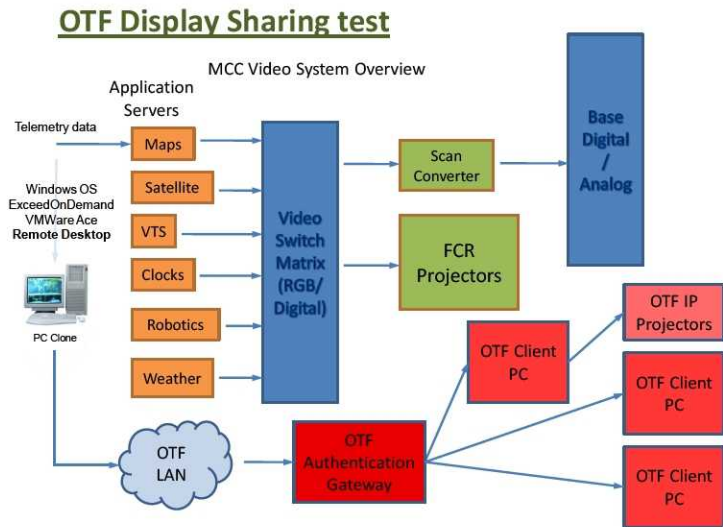 OTF Display Sharing test
MCC Video System Overview
Application
Servers
Telemetry data
Maps
Satellite
VTS
Clocks
Robotics
Weather
Windows OS
ExceedOnDemand
VMWare Ace
Remote Desktop
PC Clone
Video
Switch
Matrix
(RGB/
Digital)
Scan
Converter
FCR
Projectors
Base
Digital
/
Analog
OTF IP
Projectors
OTF Client
PC
OTF Client
PC
OTF Client
PC
OTF
LAN
OTF
Authentication
Gateway